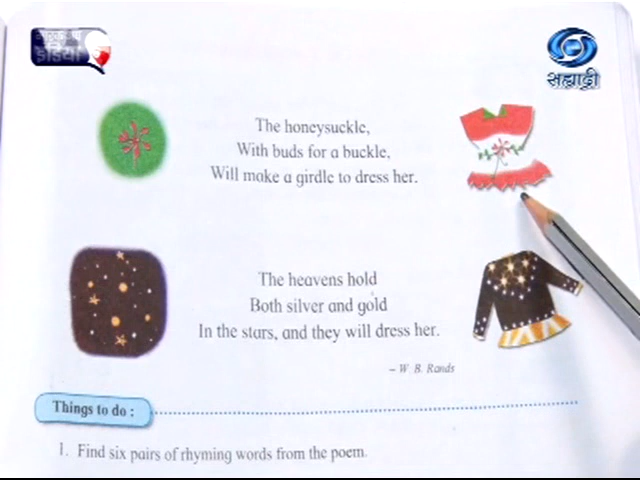 इंडिया
सह्याद्री
The honeysuckle,
With buds for a buckle,
Will make a girdle to dress her.
The heavens hold
Both silver and gold
In the stars, and they will dress her.
– W. B. Rands
Things to do :
1. Find six pairs of rhyming words from the poem.